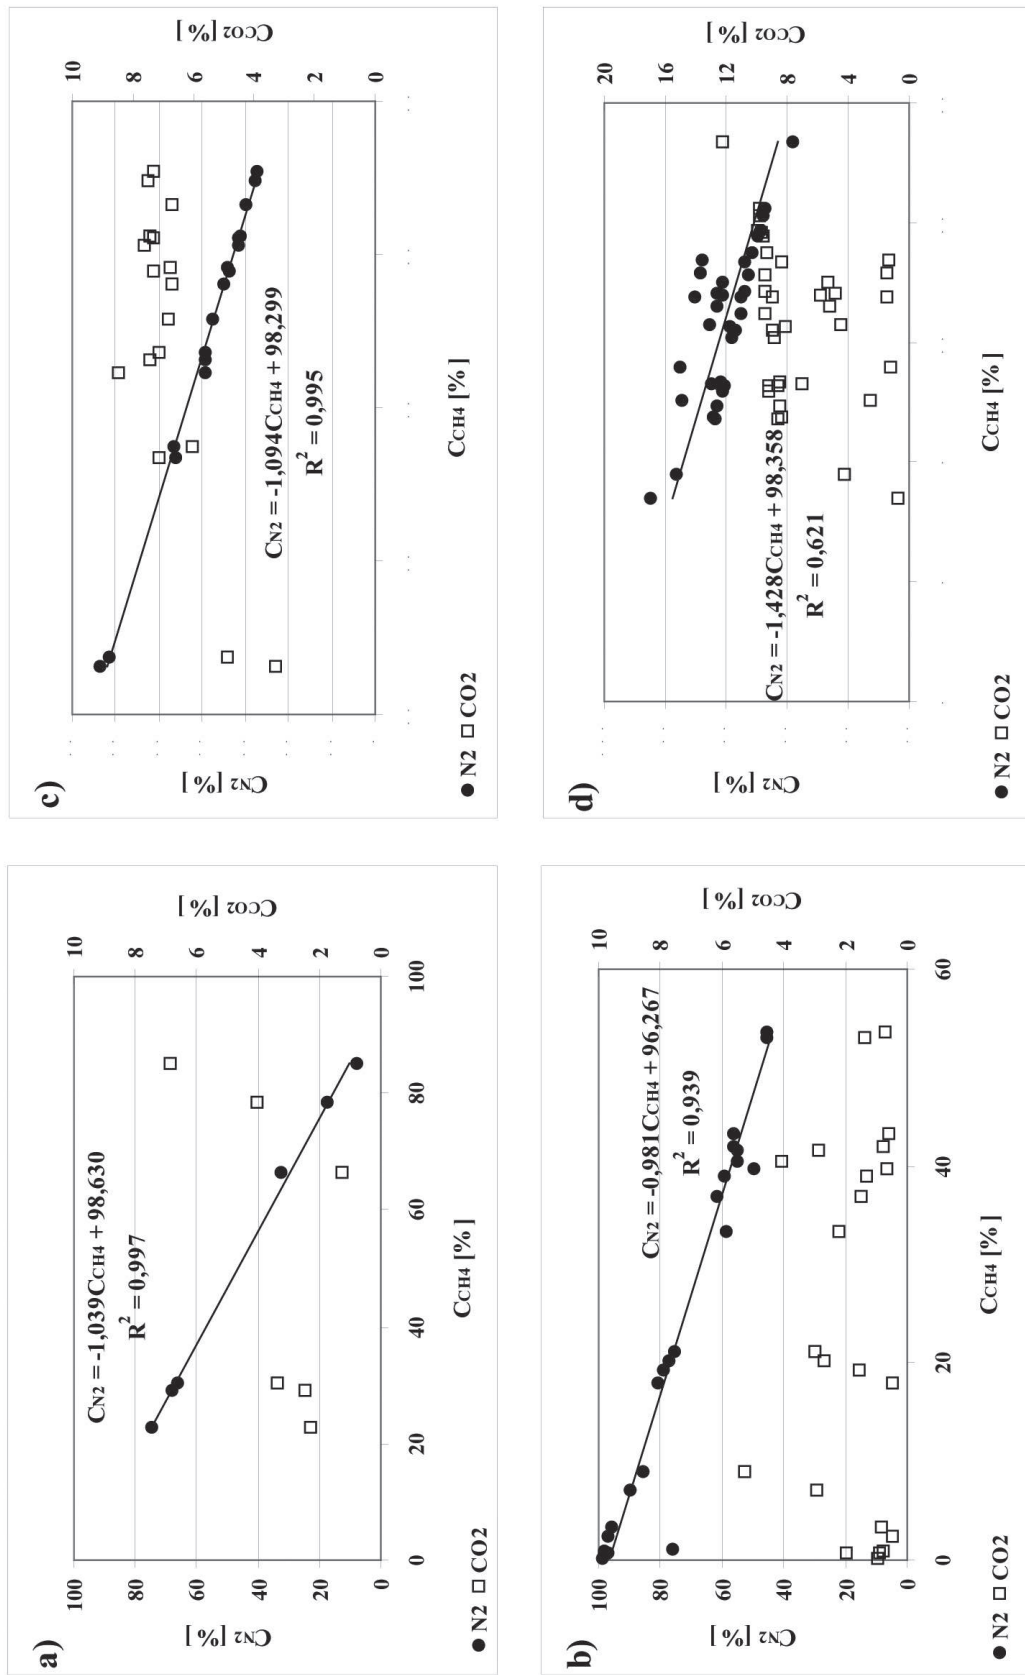 a)
CN2 [%]
CCO2 [%]
100
80
60
40
20
0
10
8
6
4
2
0
CN2 = -1,039CCH4 + 98,630
R2 = 0,997
0
20
40
60
80
100
CCH4 [%]
● N2 □ CO2
b)
CN2 [%]
CCO2 [%]
100
80
60
40
20
0
10
8
6
4
2
0
CN2 = -0,981CCH4 + 96,267
R2 = 0,939
0
20
40
60
CCH4 [%]
● N2 □ CO2
c)
CN2 [%]
CCO2 [%]
10
8
6
4
2
0
CN2 = -1,094CCH4 + 98,299
R2 = 0,995
CCH4 [%]
● N2 □ CO2
d)
CN2 [%]
CCO2 [%]
20
16
12
8
4
0
CN2 = -1,428CCH4 + 98,358
R2 = 0,621
CCH4 [%]
● N2 □ CO2